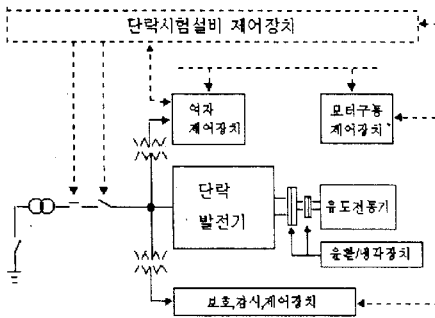 단락시험설비 제어장치
여자
제어장치
모터구동
제어장치
단락
발전기
유도전동기
윤활/냉각장치
보호,감시,제어장치